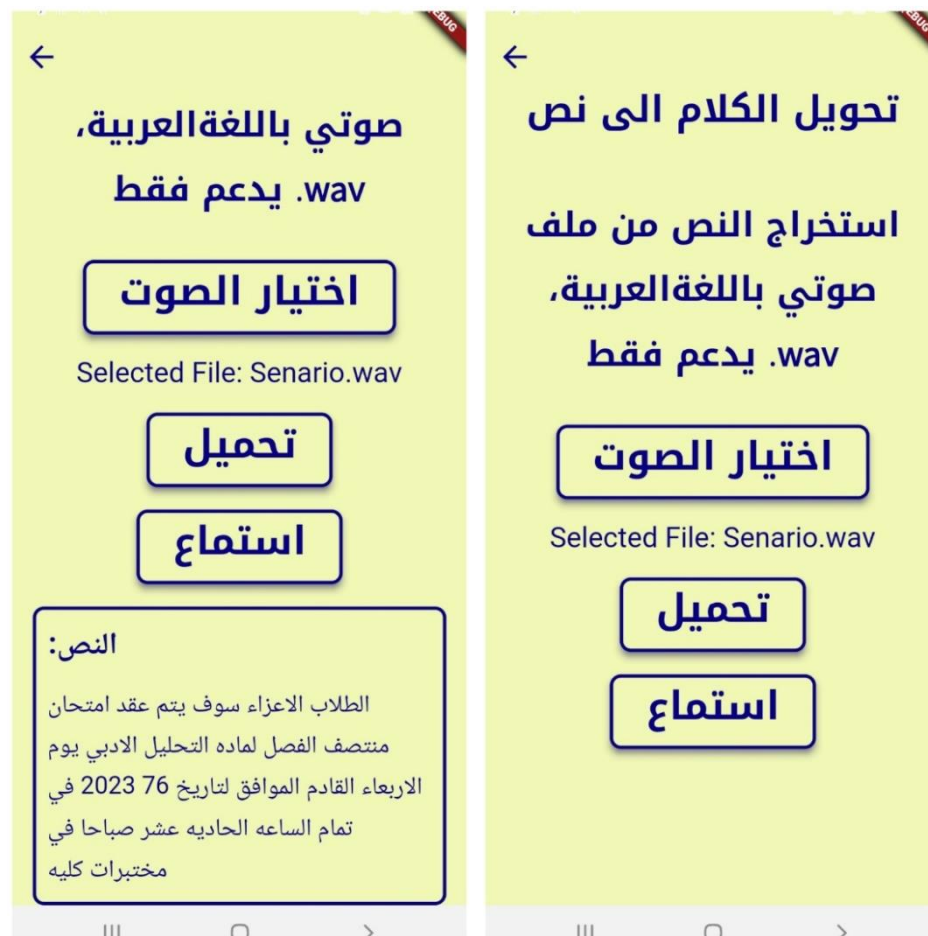 صوتي باللغةالعربية،
wav. يدعم فقط
اختيار الصوت
Selected File: Senario.wav
تحميل
استماع
النص:
الطلاب الاعزاء سوف يتم عقد امتحان
منتصف الفصل لماده التحليل الادبي يوم
الاربعاء القادم الموافق لتاريخ 76 2023 في
تمام الساعه الحاديه عشر صباحا في
مختبرات كليه
تحويل الكلام الى نص
استخراج النص من ملف
صوتي باللغةالعربية،
wav. يدعم فقط
اختيار الصوت
Selected File: Senario.wav
تحميل
استماع